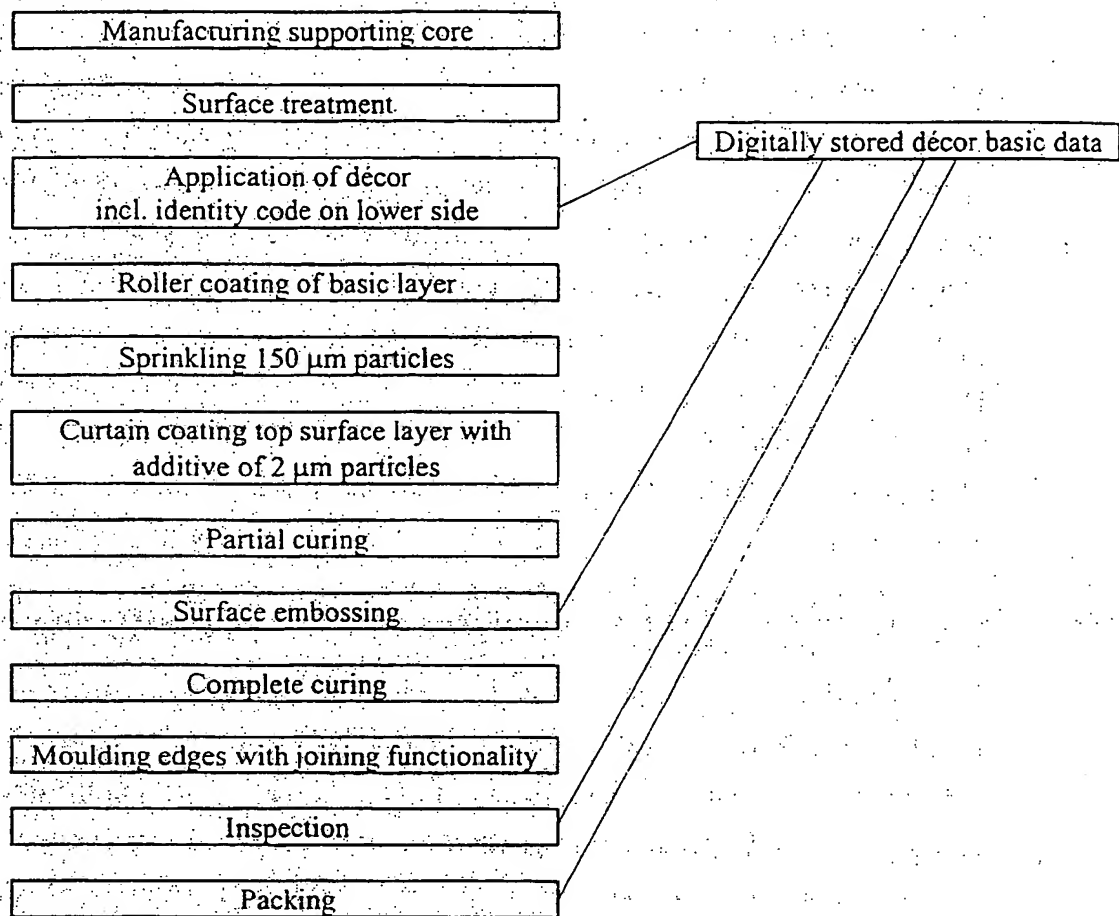 Manufacturing supporting core
Surface treatment
Digitally stored décor basic data
Application of décor
incl. identity code on lower side
Roller coating of basic layer
Sprinkling 150 µm particles
Curtain coating top surface layer with
additive of 2 µm particles
Partial curing
Surface embossing
Complete curing
Moulding edges with joining functionality
Inspection
Packing